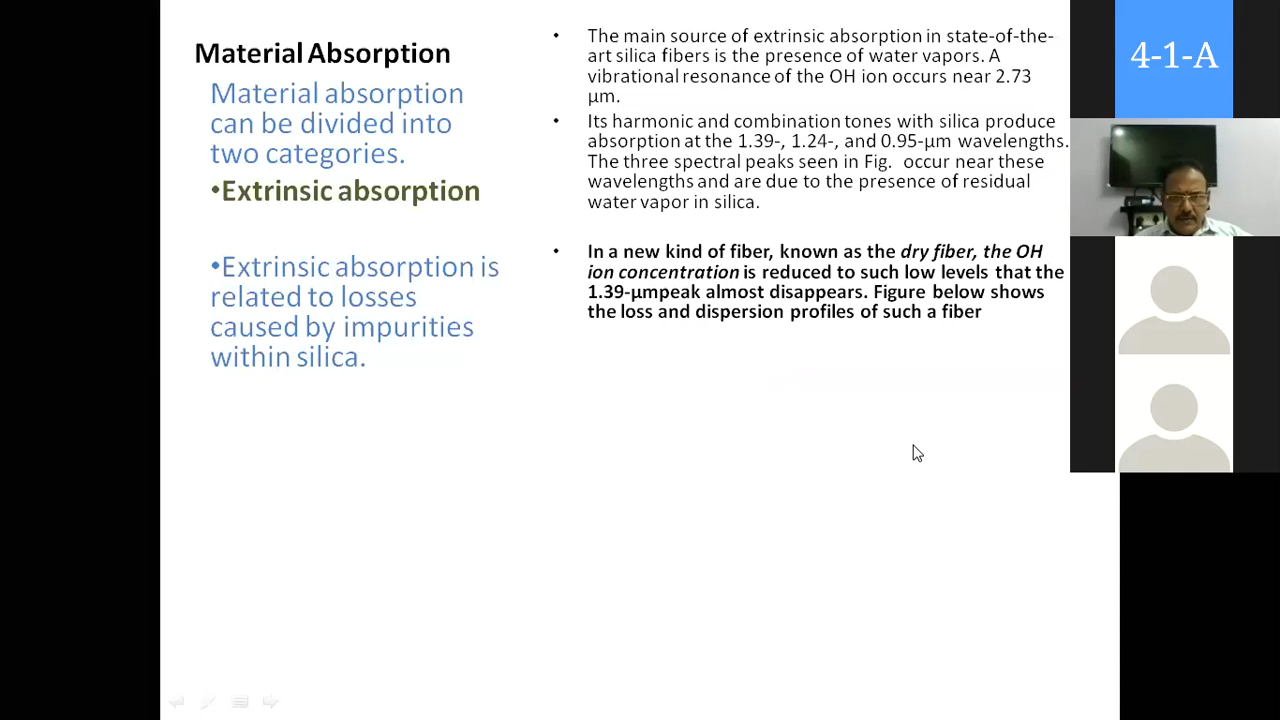 Material Absorption
Material absorption
can be divided into
two categories.
•Extrinsic absorption
•Extrinsic absorption is
related to losses
caused by impurities
within silica.
• The main source of extrinsic absorption in state-of-the-
art silica fibers is the presence of water vapors. A
vibrational resonance of the OH ion occurs near 2.73
μm.
• Its harmonic and combination tones with silica produce
absorption at the 1.39-, 1.24-, and 0.95-μm wavelengths.
The three spectral peaks seen in Fig. occur near these
wavelengths and are due to the presence of residual
water vapor in silica.
• In a new kind of fiber, known as the dry fiber, the OH
ion concentration is reduced to such low levels that the
1.39-μmpeak almost disappears. Figure below shows
the loss and dispersion profiles of such a fiber
4-1-A